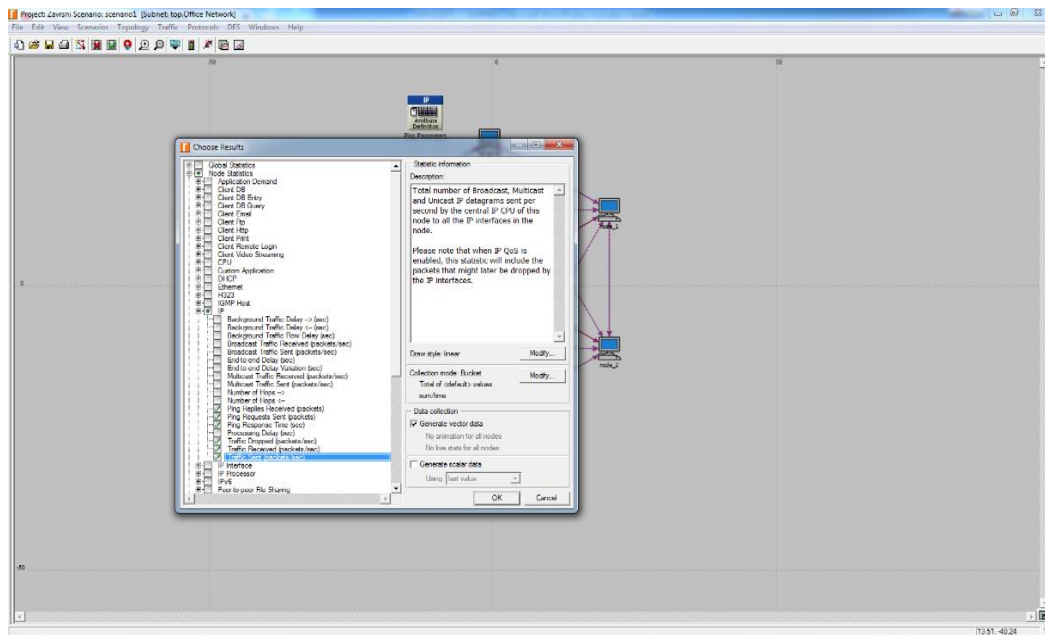 Project: Zavrsni Scenario: scenario1 [Subnet: top.Office Network]
File Edit View Scenarios Topology Traffic Protocols DES Windows Help
-50
0
50
IP
Attribute
Definition
Ping Parameters
Choose Results
Global Statistics
Node Statistics
Application Demand
Client DB
Client DB Entry
Client DB Query
Client Email
Client Ftp
Client Http
Client Print
Client Remote Login
Client Video Streaming
CPU
Custom Application
DHCP
Ethernet
H323
IGMP Host
IP
Background Traffic Delay --> (sec)
Background Traffic Delay <-- (sec)
Background Traffic Flow Delay (sec)
Broadcast Traffic Received (packets/sec)
Broadcast Traffic Sent (packets/sec)
End-to-end Delay (sec)
End-to-end Delay Variation (sec)
Multicast Traffic Received (packets/sec)
Multicast Traffic Sent (packets/sec)
Number of Hops -->
Number of Hops <--
Ping Replies Received (packets)
Ping Requests Sent (packets)
Ping Response Time (sec)
Processing Delay (sec)
Traffic Dropped (packets/sec)
Traffic Received (packets/sec)
Traffic Sent (packets/sec)
IP Interface
IP Processor
IPv6
Peer-to-peer File Sharing
Statistic information
Description:
Total number of Broadcast, Multicast
and Unicast IP datagrams sent per
second by the central IP CPU of this
node to all the IP interfaces in the
node.
Please note that when IP QoS is
enabled, this statistic will include the
packets that might later be dropped by
the IP interfaces.
Draw style: linear
Modify...
Collection mode: Bucket
Total of <default> values
sum/time
Modify...
Data collection
Generate vector data
No animation for all nodes
No live stats for all nodes
Generate scalar data
Using last value
OK Cancel
node_1
node_2
0
-50
13.51, -40.24